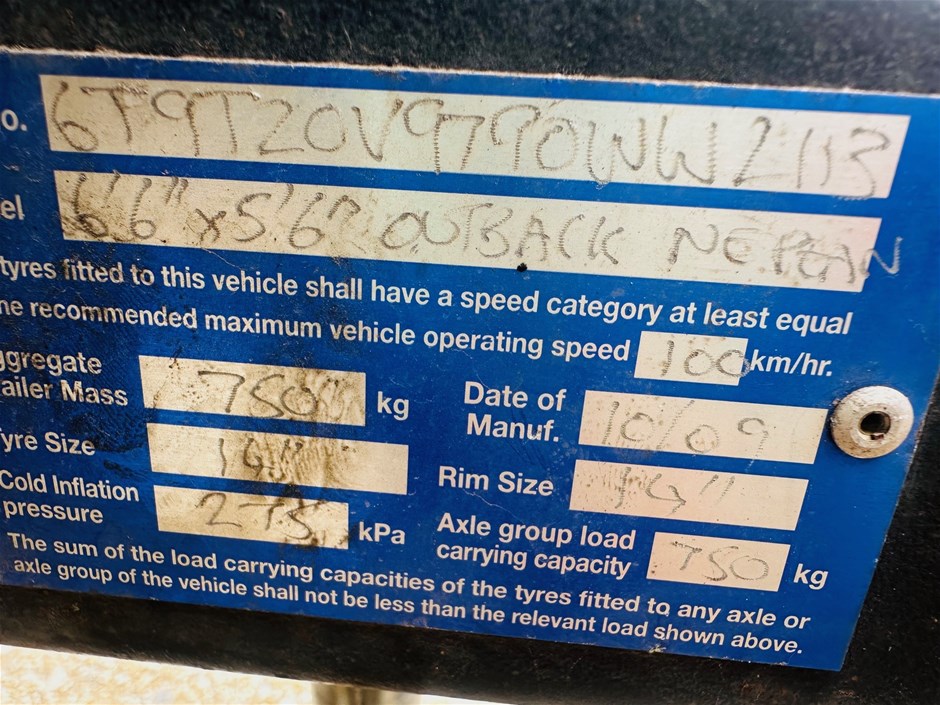 o. 6T9T20V9790WW2113
el 6'6" x 5'6" OUTBACK NEPEAN
tyres fitted to this vehicle shall have a speed category at least equal
he recommended maximum vehicle operating speed 100 km/hr.
ggregate
ailer Mass 750 kg
Date of
Manuf. 10/09
yre Size 14"
Rim Size 14"
Cold Inflation
pressure 275 kPa
Axle group load
carrying capacity 750 kg
The sum of the load carrying capacities of the tyres fitted to any axle or
axle group of the vehicle shall not be less than the relevant load shown above.